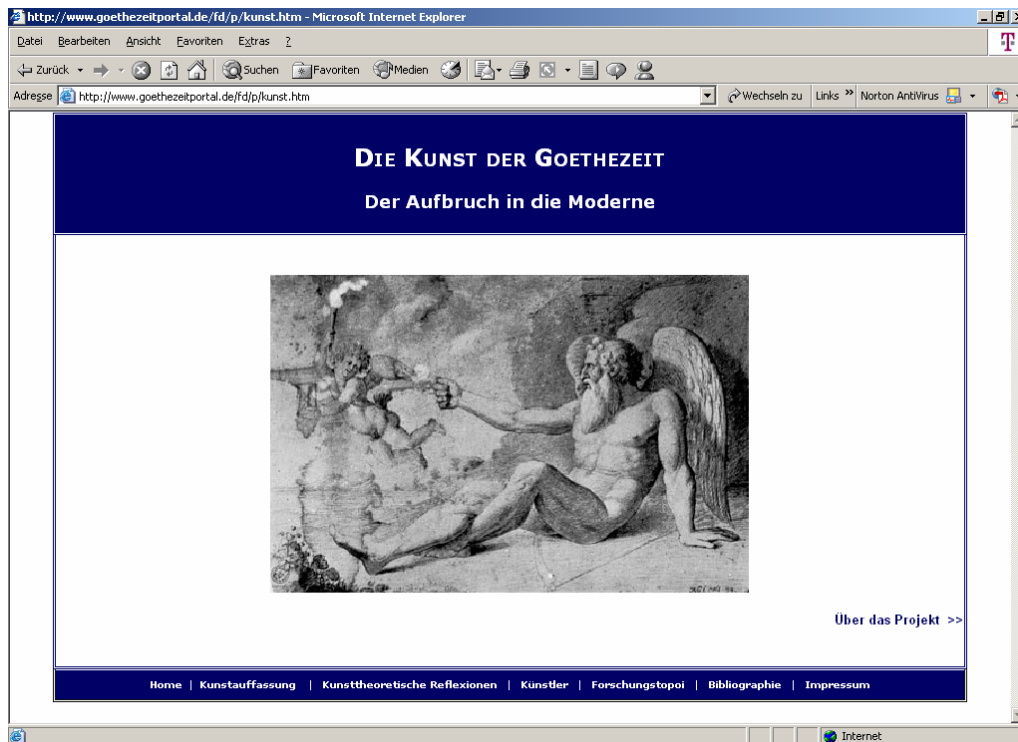 http://www.goethezeitportal.de/fd/p/kunst.htm - Microsoft Internet Explorer
Datei Bearbeiten Ansicht Favoriten Extras ?
Zurück Suchen Favoriten Medien
Adresse http://www.goethezeitportal.de/fd/p/kunst.htm Wechseln zu Links » Norton AntiVirus
DIE KUNST DER GOETHEZEIT
Der Aufbruch in die Moderne
Über das Projekt >>
Home | Kunstauffassung | Kunsttheoretische Reflexionen | Künstler | Forschungstopoi | Bibliographie | Impressum
Internet